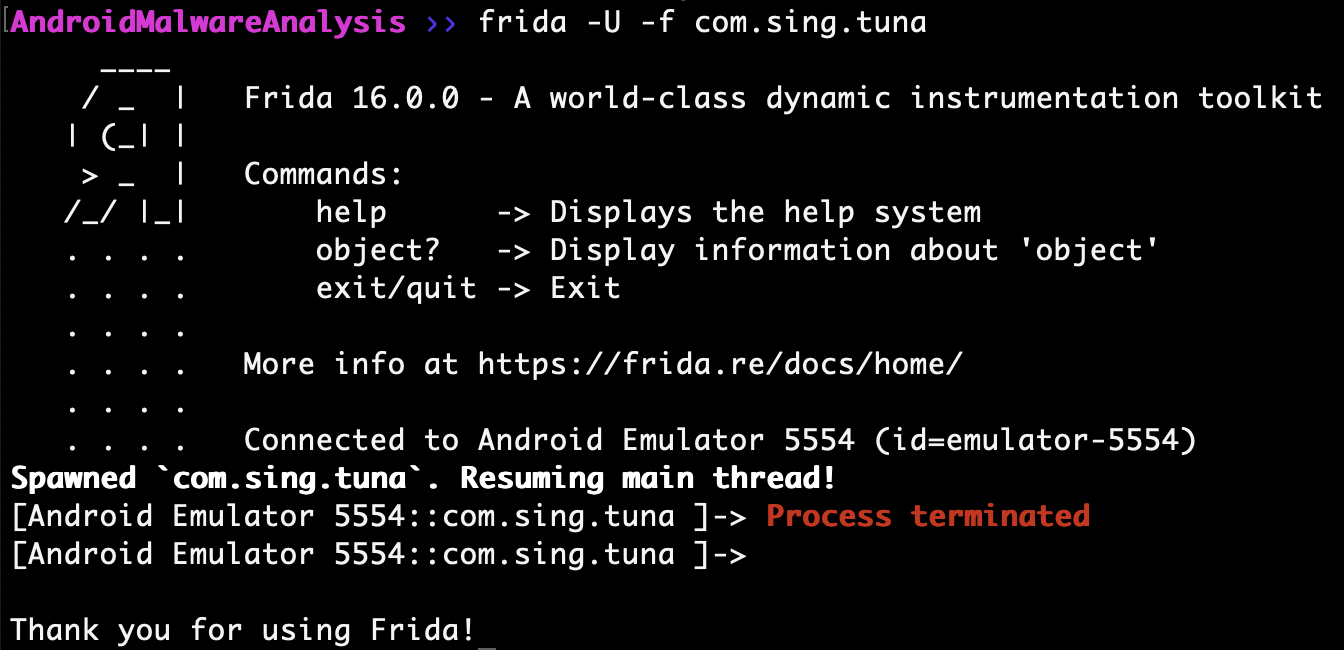 AndroidMalwareAnalysis >> frida -U -f com.sing.tuna
     ____
    / _  |   Frida 16.0.0 - A world-class dynamic instrumentation toolkit
   | (_| |
    > _  |   Commands:
   /_/ |_|       help      -> Displays the help system
   . . . .       object?   -> Display information about 'object'
   . . . .       exit/quit -> Exit
   . . . .
   . . . .   More info at https://frida.re/docs/home/
   . . . .
   . . . .   Connected to Android Emulator 5554 (id=emulator-5554)
Spawned `com.sing.tuna`. Resuming main thread!
[Android Emulator 5554::com.sing.tuna ]-> Process terminated
[Android Emulator 5554::com.sing.tuna ]->
Thank you for using Frida!